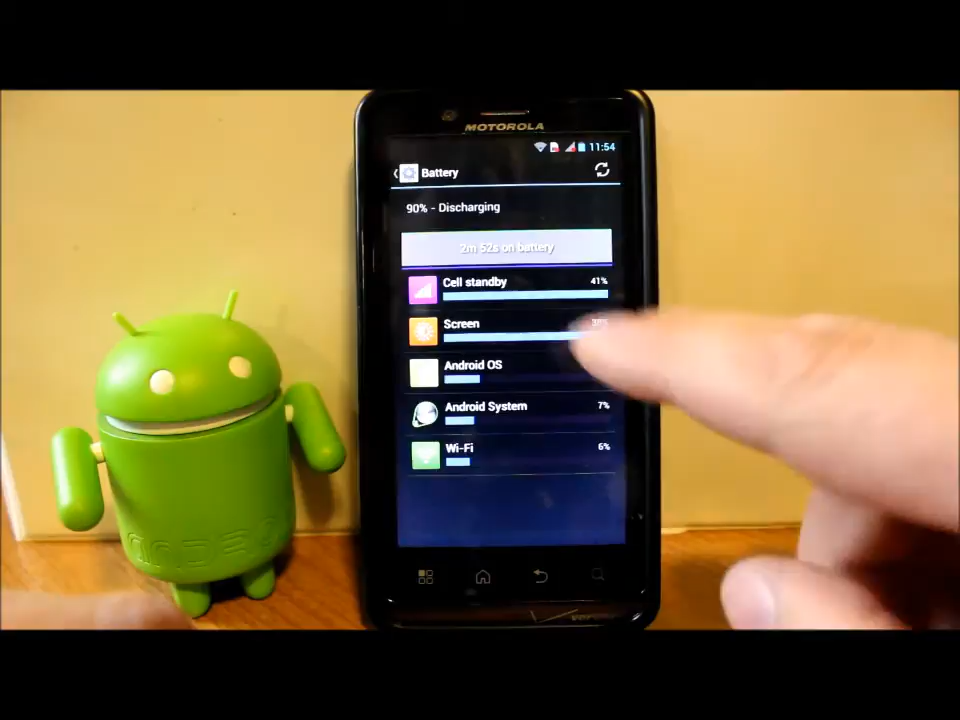 MOTOROLA
11:54
Battery
90% - Discharging
2m 52s on battery
Cell standby 41%
Screen 38%
Android OS
Android System 7%
Wi-Fi 6%